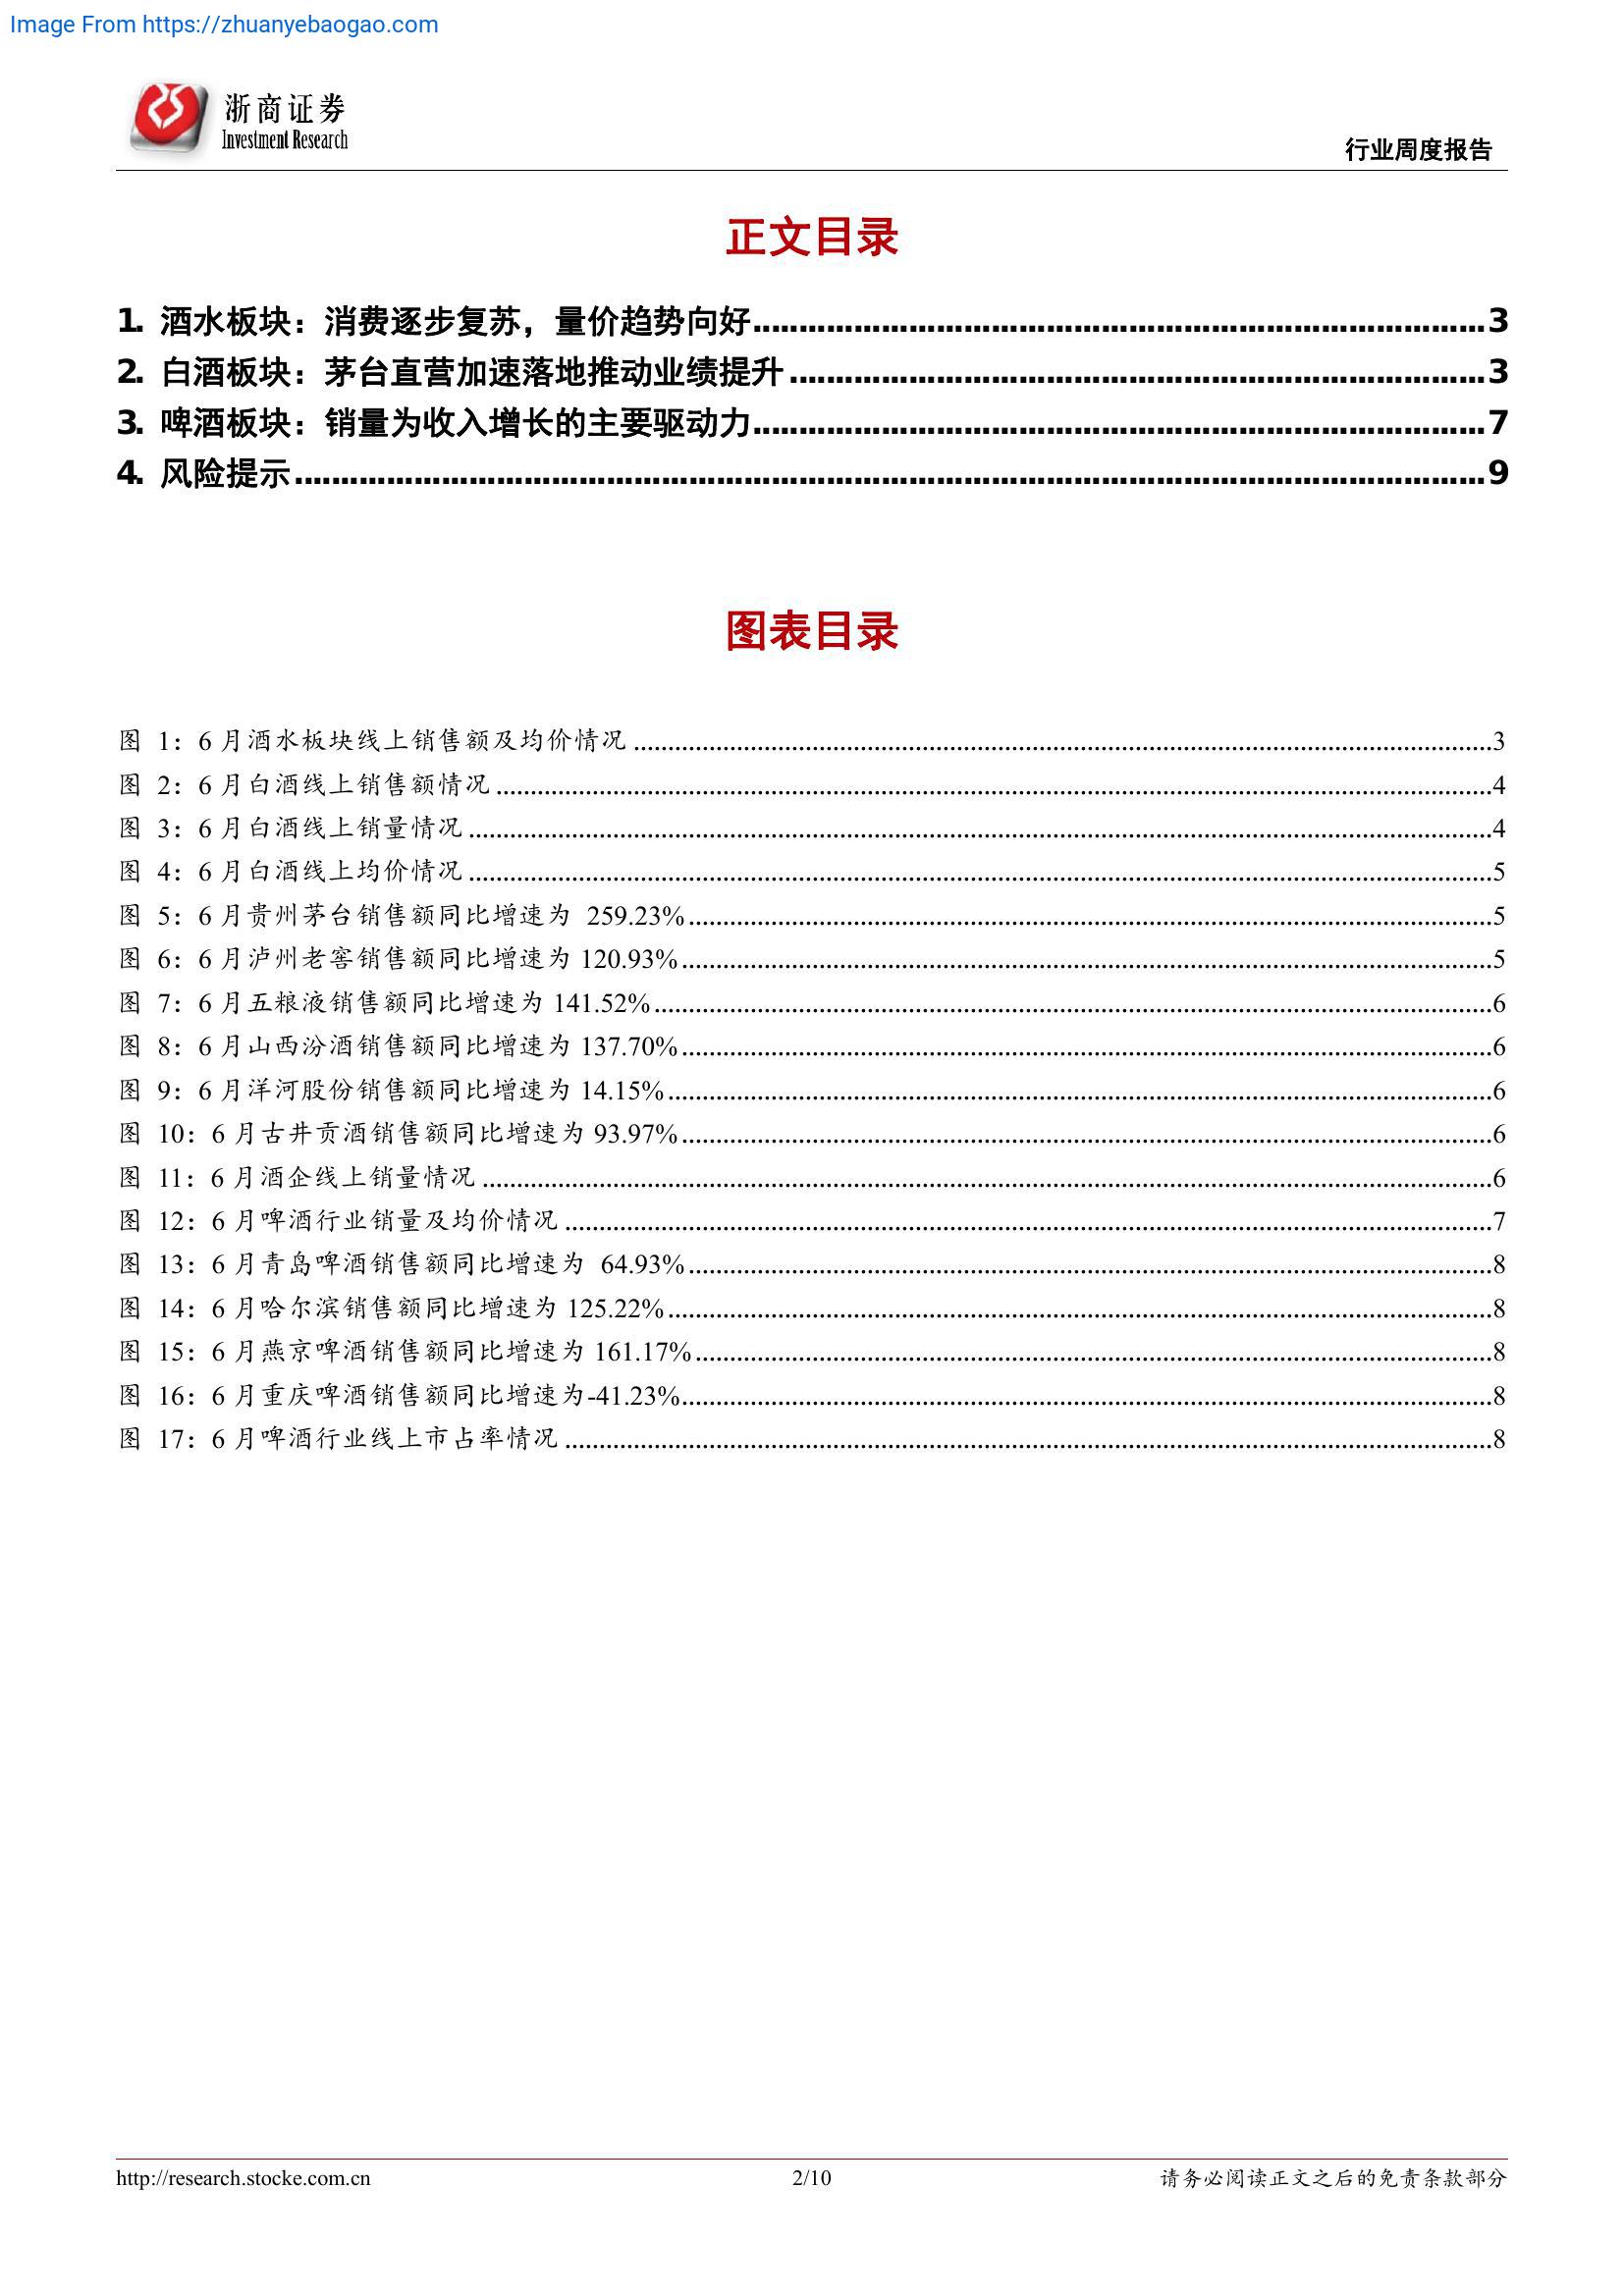 Image From https://zhuanyebaogao.com
浙商证券
Investment Research
行业周度报告
正文目录
1. 酒水板块：消费逐步复苏，量价趋势向好........3
2. 白酒板块：茅台直营加速落地推动业绩提升........3
3. 啤酒板块：销量为收入增长的主要驱动力........7
4. 风险提示........9
图表目录
图 1：6 月酒水板块线上销售额及均价情况........3
图 2：6 月白酒线上销售额情况........4
图 3：6 月白酒线上销量情况........4
图 4：6 月白酒线上均价情况........5
图 5：6 月贵州茅台销售额同比增速为 259.23%........5
图 6：6 月泸州老窖销售额同比增速为 120.93%........5
图 7：6 月五粮液销售额同比增速为 141.52%........6
图 8：6 月山西汾酒销售额同比增速为 137.70%........6
图 9：6 月洋河股份销售额同比增速为 14.15%........6
图 10：6 月古井贡酒销售额同比增速为 93.97%........6
图 11：6 月酒企线上销量情况........6
图 12：6 月啤酒行业销量及均价情况........7
图 13：6 月青岛啤酒销售额同比增速为 64.93%........8
图 14：6 月哈尔滨销售额同比增速为 125.22%........8
图 15：6 月燕京啤酒销售额同比增速为 161.17%........8
图 16：6 月重庆啤酒销售额同比增速为-41.23%........8
图 17：6 月啤酒行业线上市占率情况........8
http://research.stocke.com.cn 2/10 请务必阅读正文之后的免责条款部分